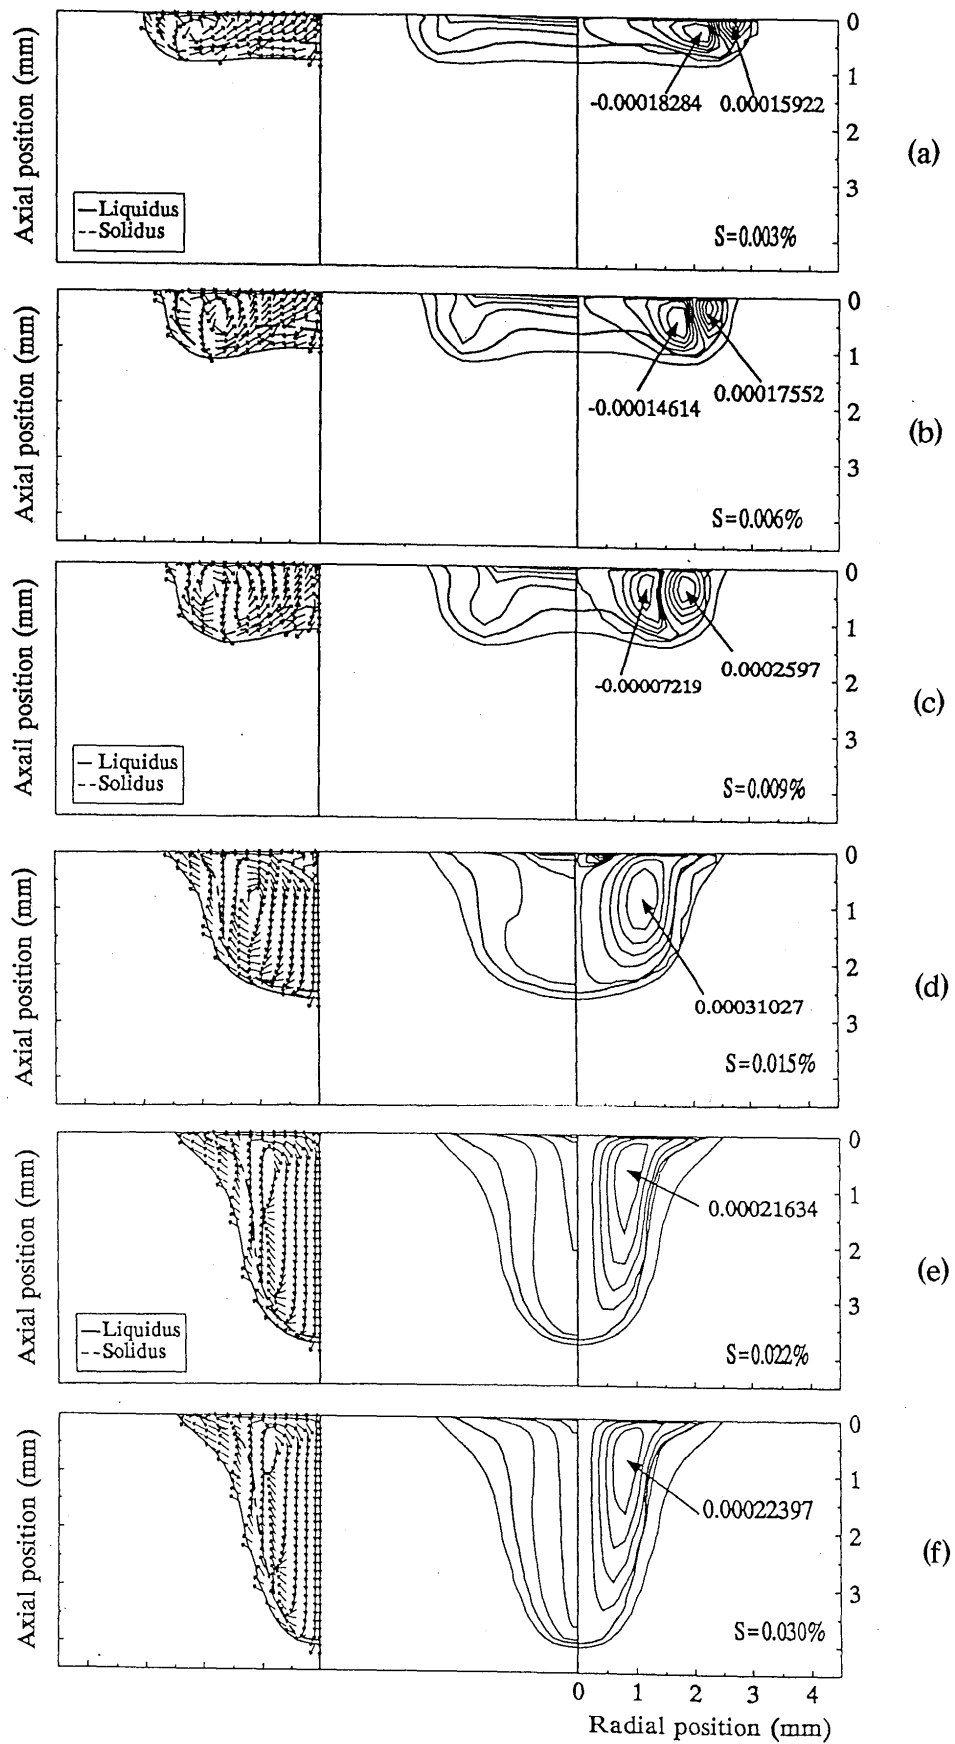 Axial position (mm)
0
1
2
3
-0.00018284 0.00015922
Liquidus
--Solidus
S=0.003%
(a)
Axial position (mm)
0
1
2
3
-0.00014614
0.00017552
S=0.006%
(b)
Axail position (mm)
0
1
2
3
-0.00007219
0.0002597
Liquidus
--Solidus
S=0.009%
(c)
Axial position (mm)
0
1
2
3
0.00031027
S=0.015%
(d)
Axial position (mm)
0
1
2
3
0.00021634
Liquidus
--Solidus
S=0.022%
(e)
Axial position (mm)
0
1
2
3
0.00022397
S=0.030%
(f)
0 1 2 3 4
Radial position (mm)